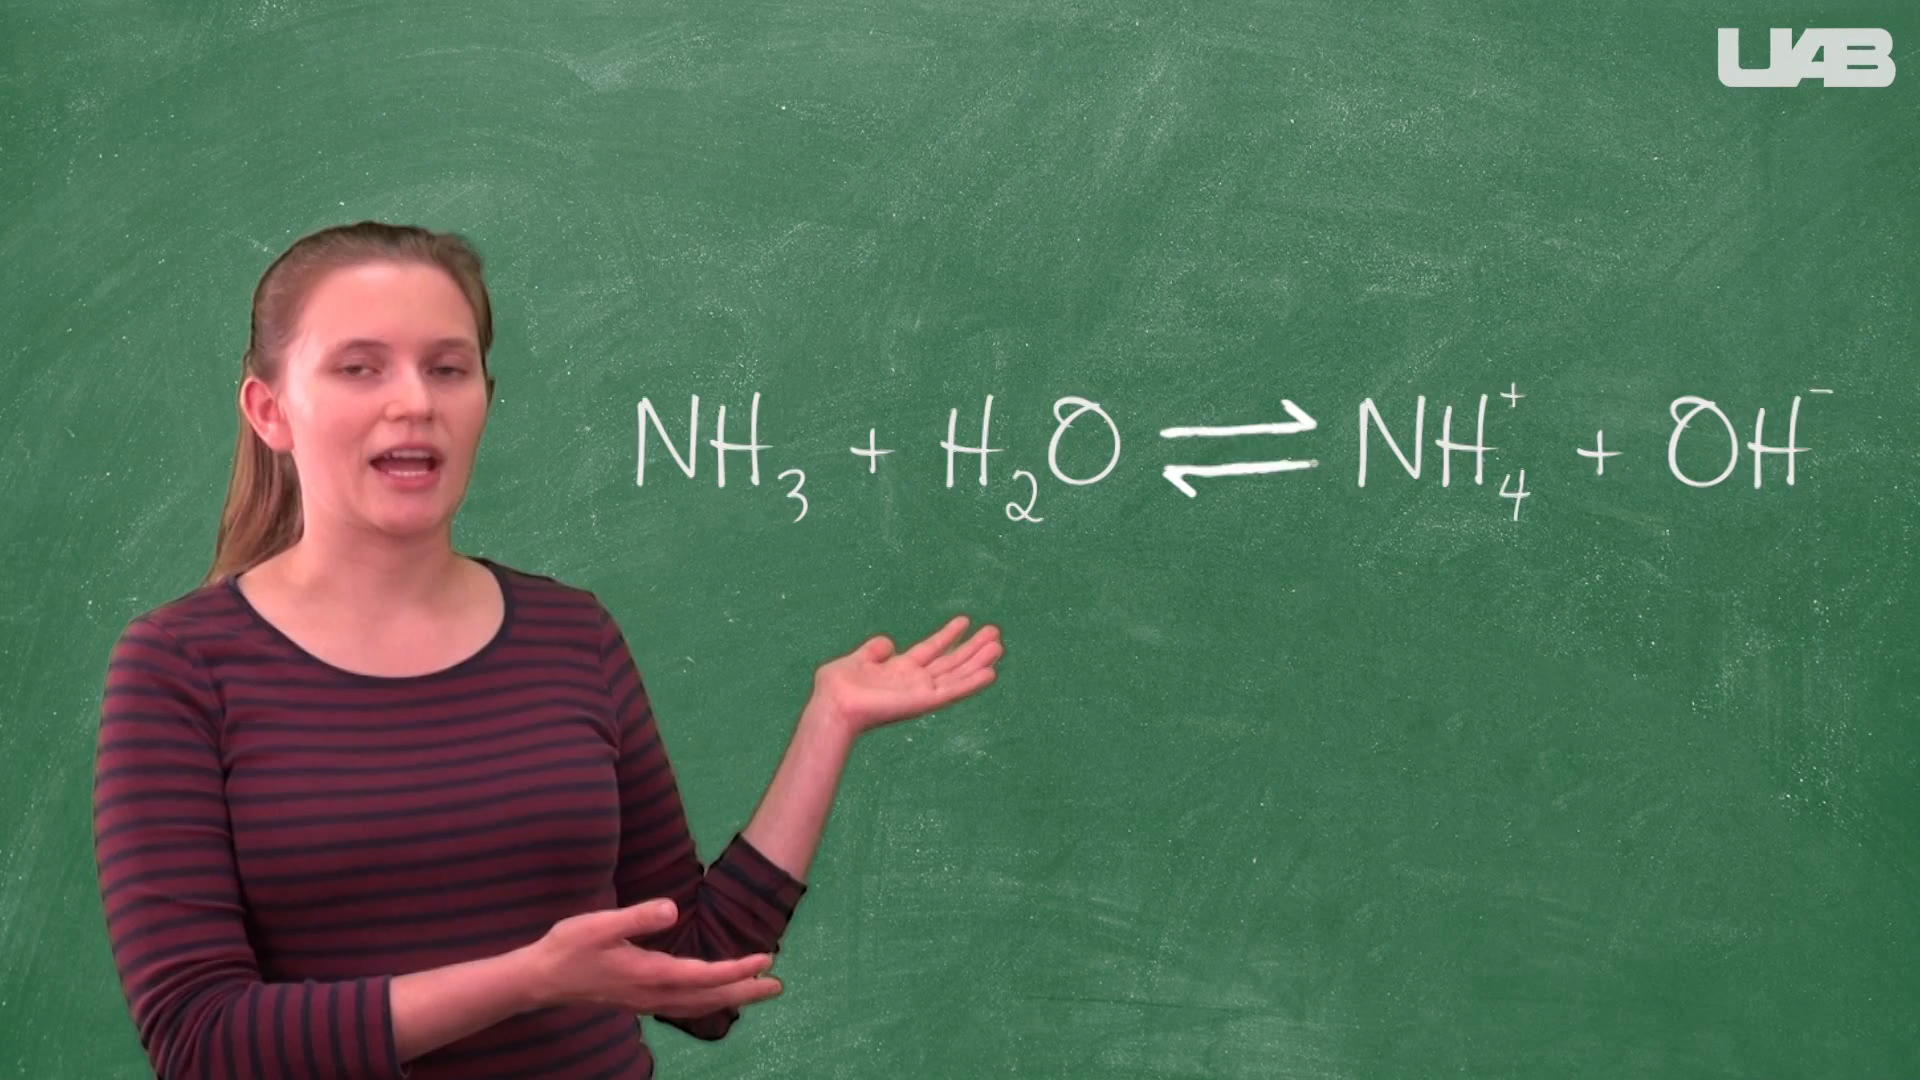 UAB
NH₃ + H₂O ⇌ NH₄⁺ + OH⁻